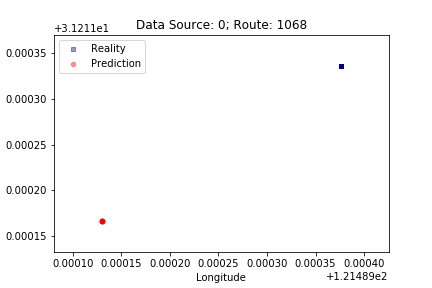 Data Source: 0; Route: 1068
+3.1211e1
Reality
Prediction
0.00035
0.00030
0.00025
0.00020
0.00015
0.00010 0.00015 0.00020 0.00025 0.00030 0.00035 0.00040
Longitude
+1.21489e2